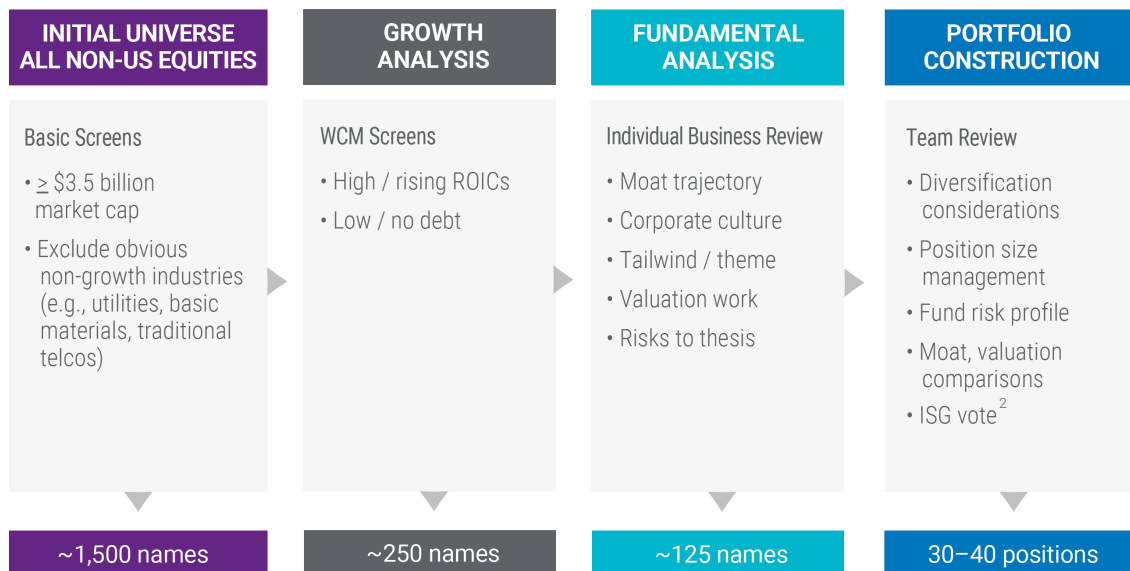 INITIAL UNIVERSE
ALL NON-US EQUITIES
Basic Screens
• ≥ $3.5 billion
market cap
• Exclude obvious
non-growth industries
(e.g., utilities, basic
materials, traditional
telcos)
~1,500 names
GROWTH
ANALYSIS
WCM Screens
• High / rising ROICs
• Low / no debt
~250 names
FUNDAMENTAL
ANALYSIS
Individual Business Review
• Moat trajectory
• Corporate culture
• Tailwind / theme
• Valuation work
• Risks to thesis
~125 names
PORTFOLIO
CONSTRUCTION
Team Review
• Diversification
considerations
• Position size
management
• Fund risk profile
• Moat, valuation
comparisons
• ISG vote²
30–40 positions